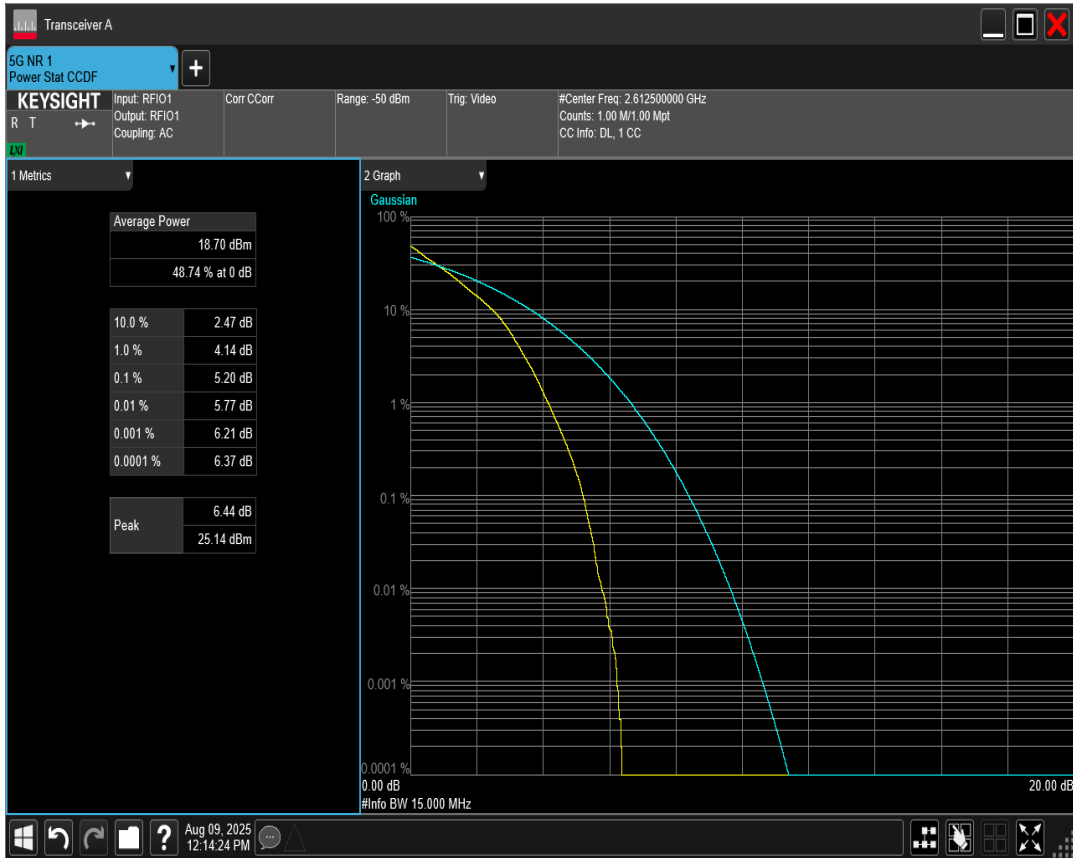 Transceiver A
5G NR 1
Power Stat CCDF
+
KEYSIGHT
R T
LXI
Input: RFIO1
Output: RFIO1
Coupling: AC
Corr CCorr
Range: -50 dBm
Trig: Video
#Center Freq: 2.612500000 GHz
Counts: 1.00 M/1.00 Mpt
CC Info: DL, 1 CC
1 Metrics
Average Power
18.70 dBm
48.74 % at 0 dB
10.0 % 2.47 dB
1.0 % 4.14 dB
0.1 % 5.20 dB
0.01 % 5.77 dB
0.001 % 6.21 dB
0.0001 % 6.37 dB
Peak
6.44 dB
25.14 dBm
2 Graph
Gaussian
100 %
10 %
1 %
0.1 %
0.01 %
0.001 %
0.0001 %
0.00 dB 20.00 dB
#Info BW 15.000 MHz
?
Aug 09, 2025
12:14:24 PM